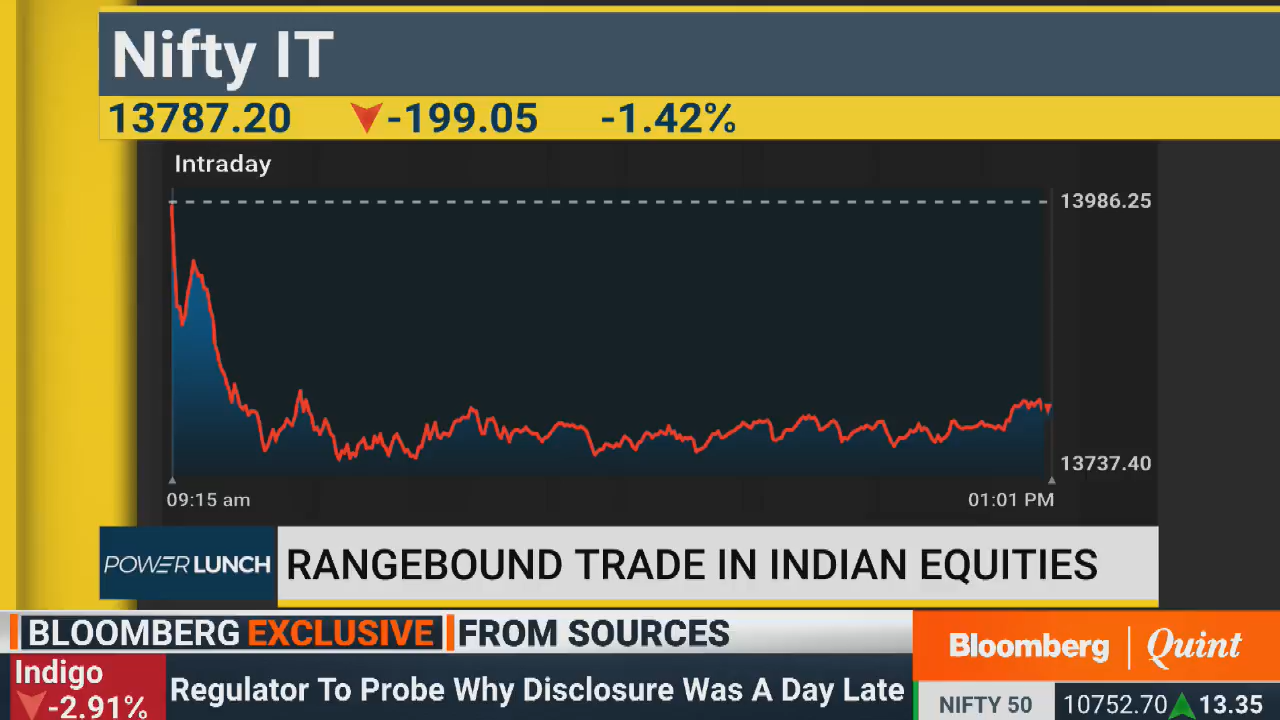 Nifty IT
13787.20 -199.05 -1.42%
Intraday
13986.25
13737.40
09:15 am 01:01 PM
POWER LUNCH RANGEBOUND TRADE IN INDIAN EQUITIES
BLOOMBERG EXCLUSIVE FROM SOURCES
Bloomberg | Quint
Indigo
-2.91%
Regulator To Probe Why Disclosure Was A Day Late
NIFTY 50 10752.70 13.35